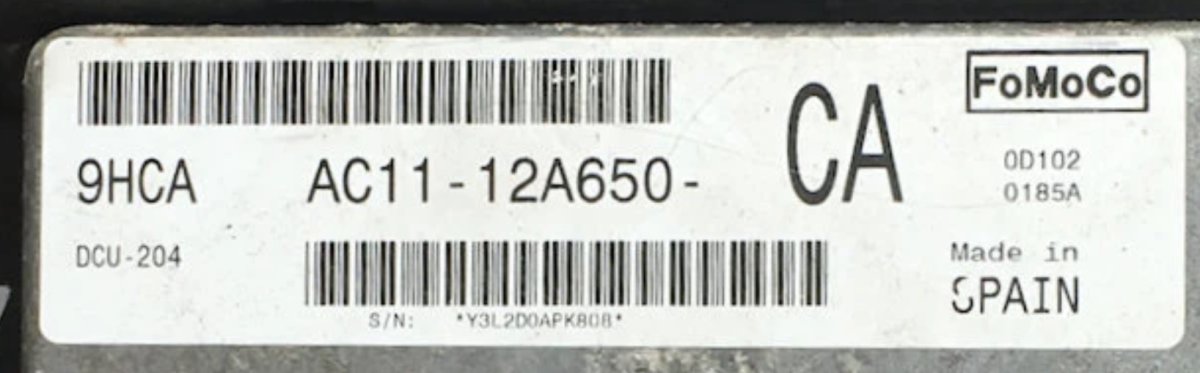 FoMoCo
9HCA AC11-12A650-CA
0D102
0185A
DCU-204
Made in
SPAIN
S/N: *Y3L2D0APK808*